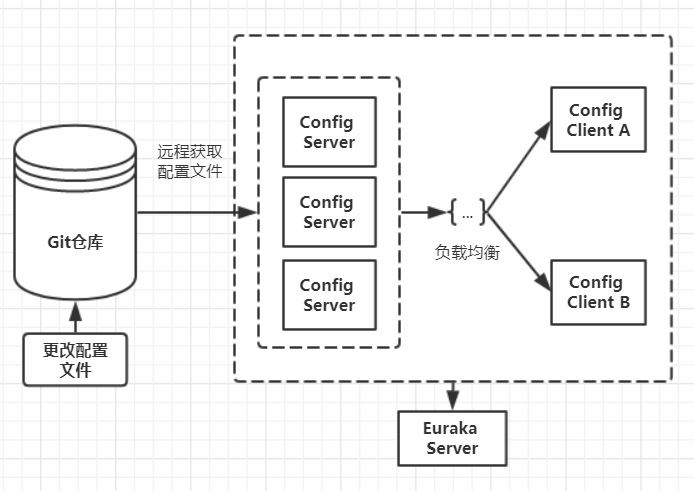 远程获取
配置文件
Git仓库
更改配置
文件
Config
Server
Config
Server
Config
Server
{ ... }
负载均衡
Config
Client A
Config
Client B
Euraka
Server